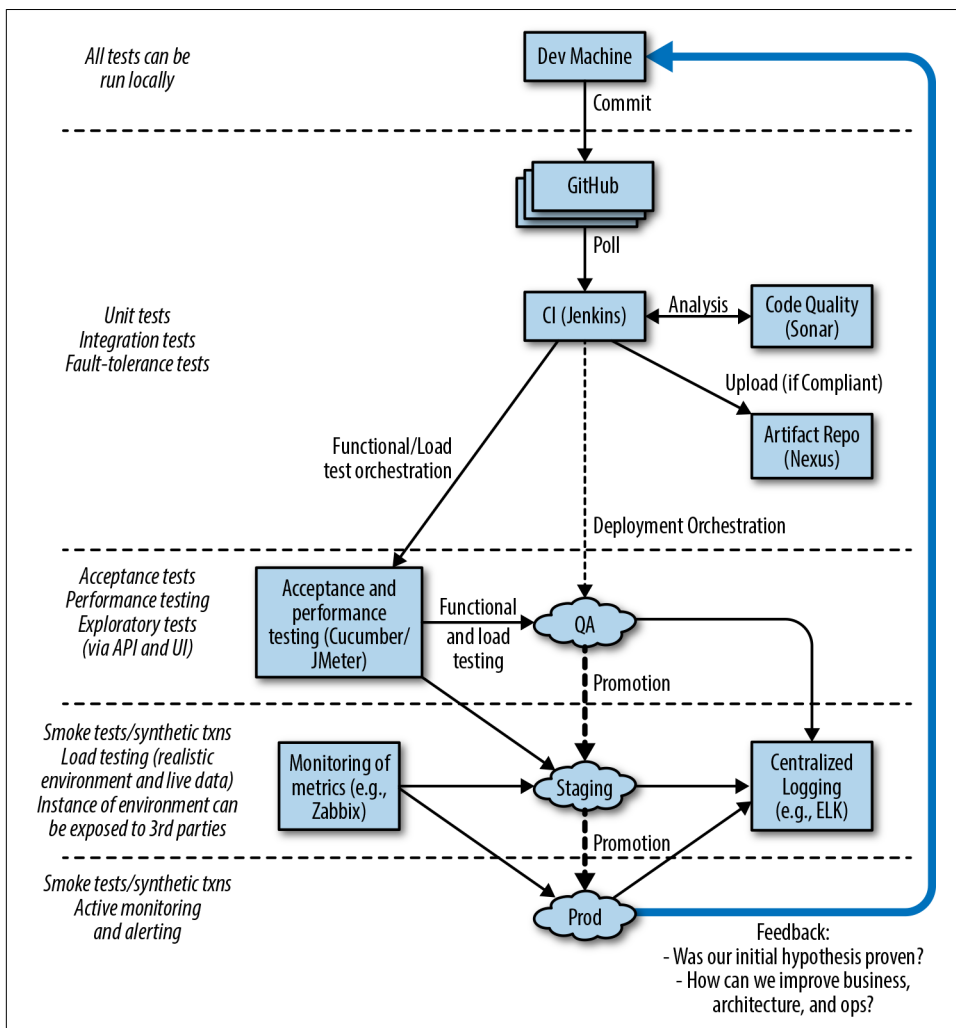 All tests can be
run locally
Dev Machine
Commit
GitHub
Poll
Unit tests
Integration tests
Fault-tolerance tests
CI (Jenkins)
Analysis
Code Quality
(Sonar)
Upload (if Compliant)
Artifact Repo
(Nexus)
Functional/Load
test orchestration
Deployment Orchestration
Acceptance tests
Performance testing
Exploratory tests
(via API and UI)
Acceptance and
performance
testing (Cucumber/
JMeter)
Functional
and load
testing
QA
Promotion
Smoke tests/synthetic txns
Load testing (realistic
environment and live data)
Instance of environment can
be exposed to 3rd parties
Monitoring of
metrics (e.g.,
Zabbix)
Staging
Centralized
Logging
(e.g., ELK)
Promotion
Smoke tests/synthetic txns
Active monitoring
and alerting
Prod
Feedback:
- Was our initial hypothesis proven?
- How can we improve business,
architecture, and ops?